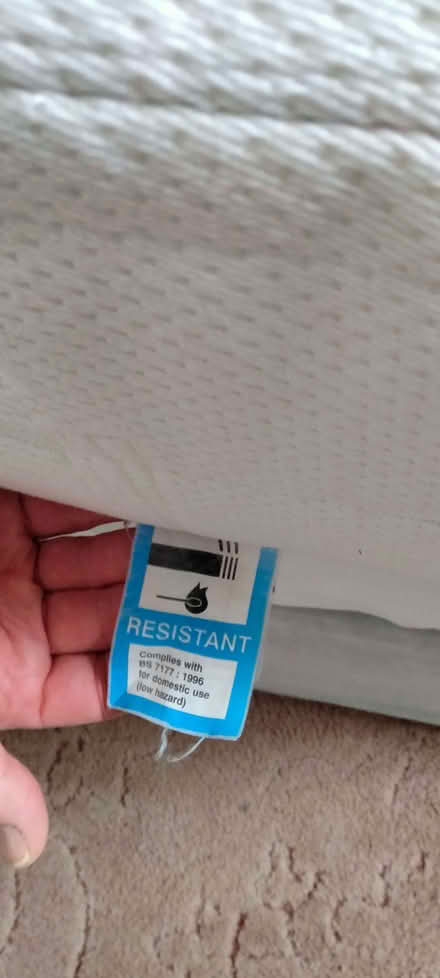 RESISTANT
Complies with
BS 7177 : 1996
for domestic use
(low hazard)